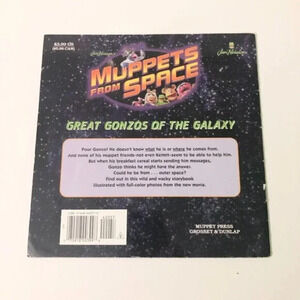 $3.99 US
Jim Henson's
Jim Henson
MUPPETS
FROM SPACE
GREAT GONZOS OF THE GALAXY
Poor Gonzo! He doesn't know what he is or where he comes from.
And none of his muppet friends-not even Kermit-seem to be able to help him.
But when his breakfast cereal starts sending him messages,
Gonzo thinks he might have the answer.
Could he be from . . . outer space?
Find out in this wild and wacky storybook
illustrated with full-color photos from the new movie.
MUPPET PRESS
GROSSET & DUNLAP